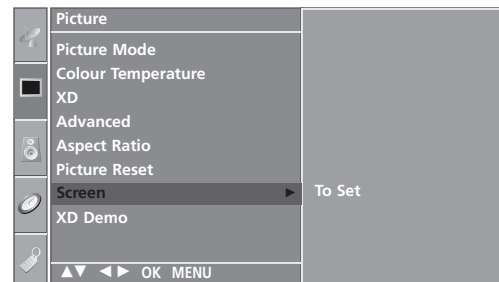 Picture
Picture Mode
Colour Temperature
XD
Advanced
Aspect Ratio
Picture Reset
Screen ► To Set
XD Demo
▲▼ ◄► OK MENU